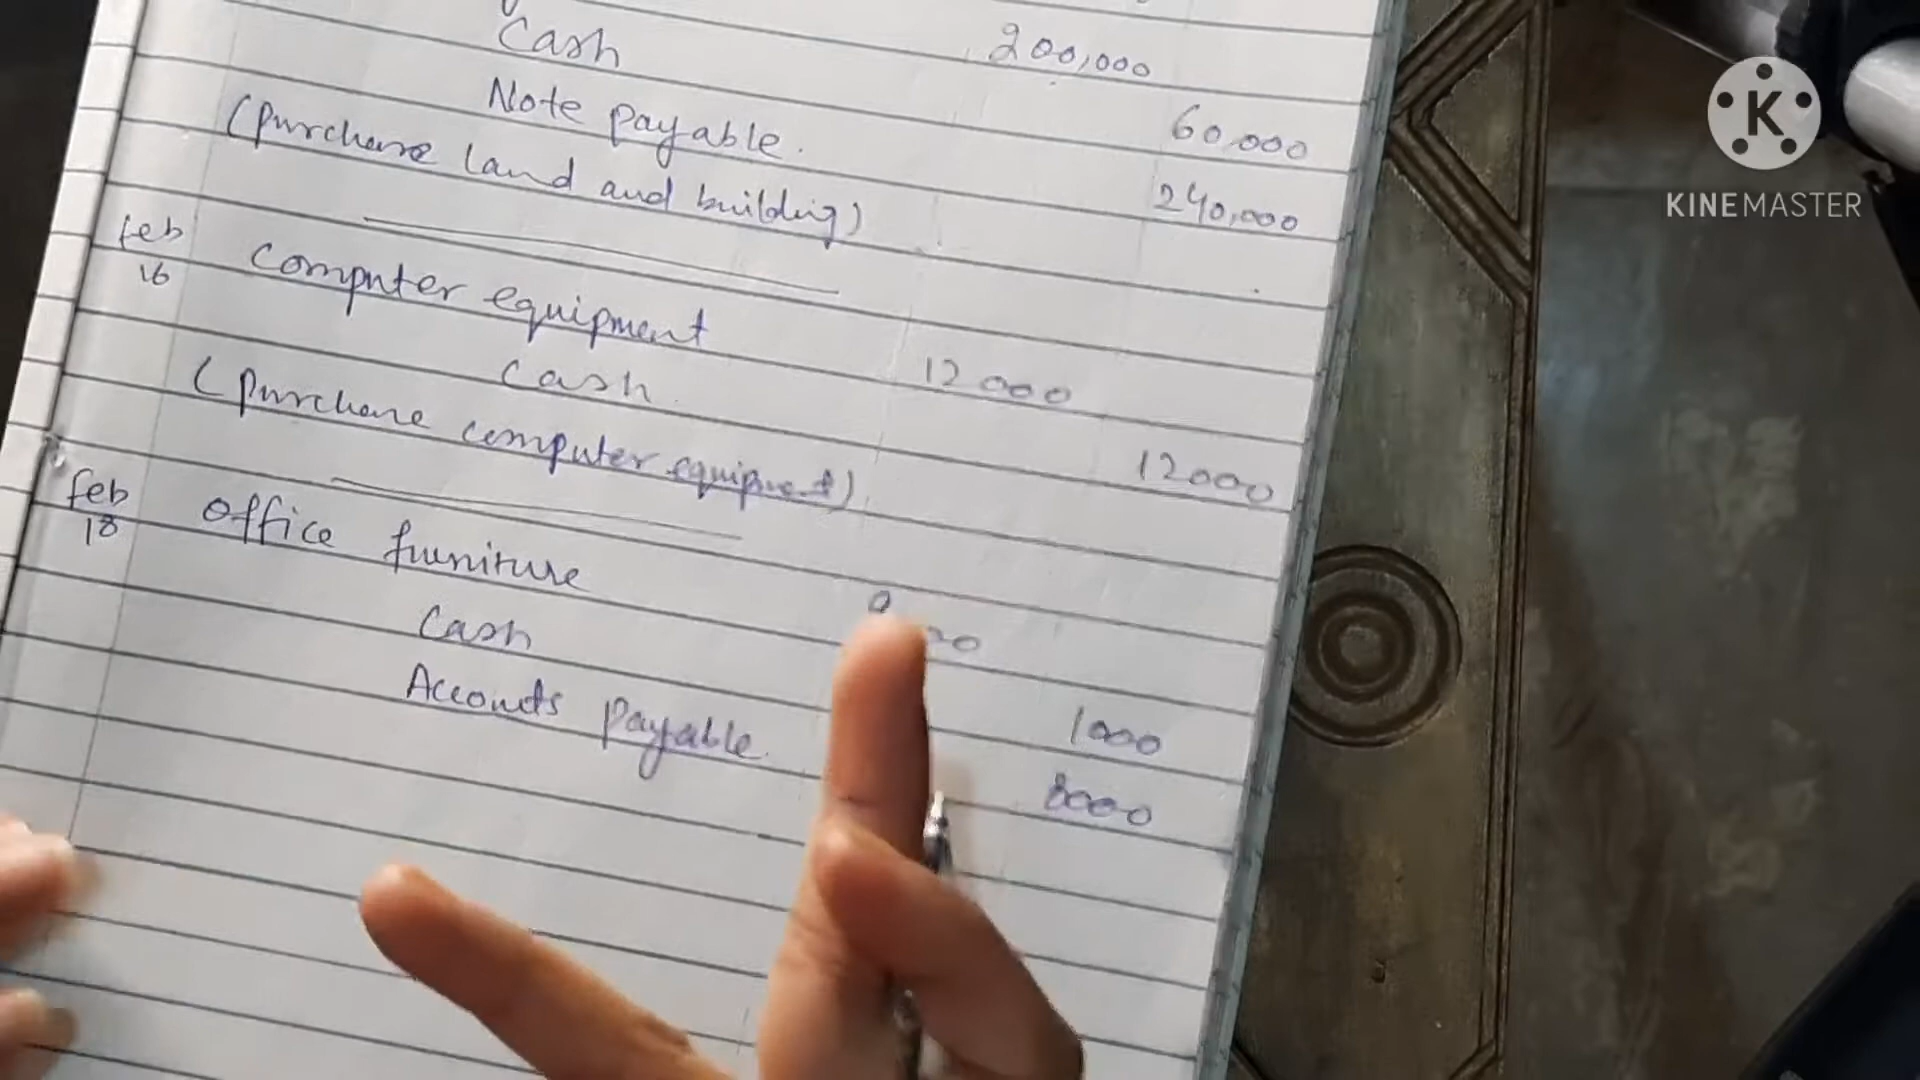 Cash 200,000
Note payable. 60,000
(purchase land and building) 240,000
feb 16 Computer equipment
Cash 12000
(purchase computer equipment) 12000
feb 18 office furniture
Cash
Accounts payable. 1000
8000
K
KINEMASTER